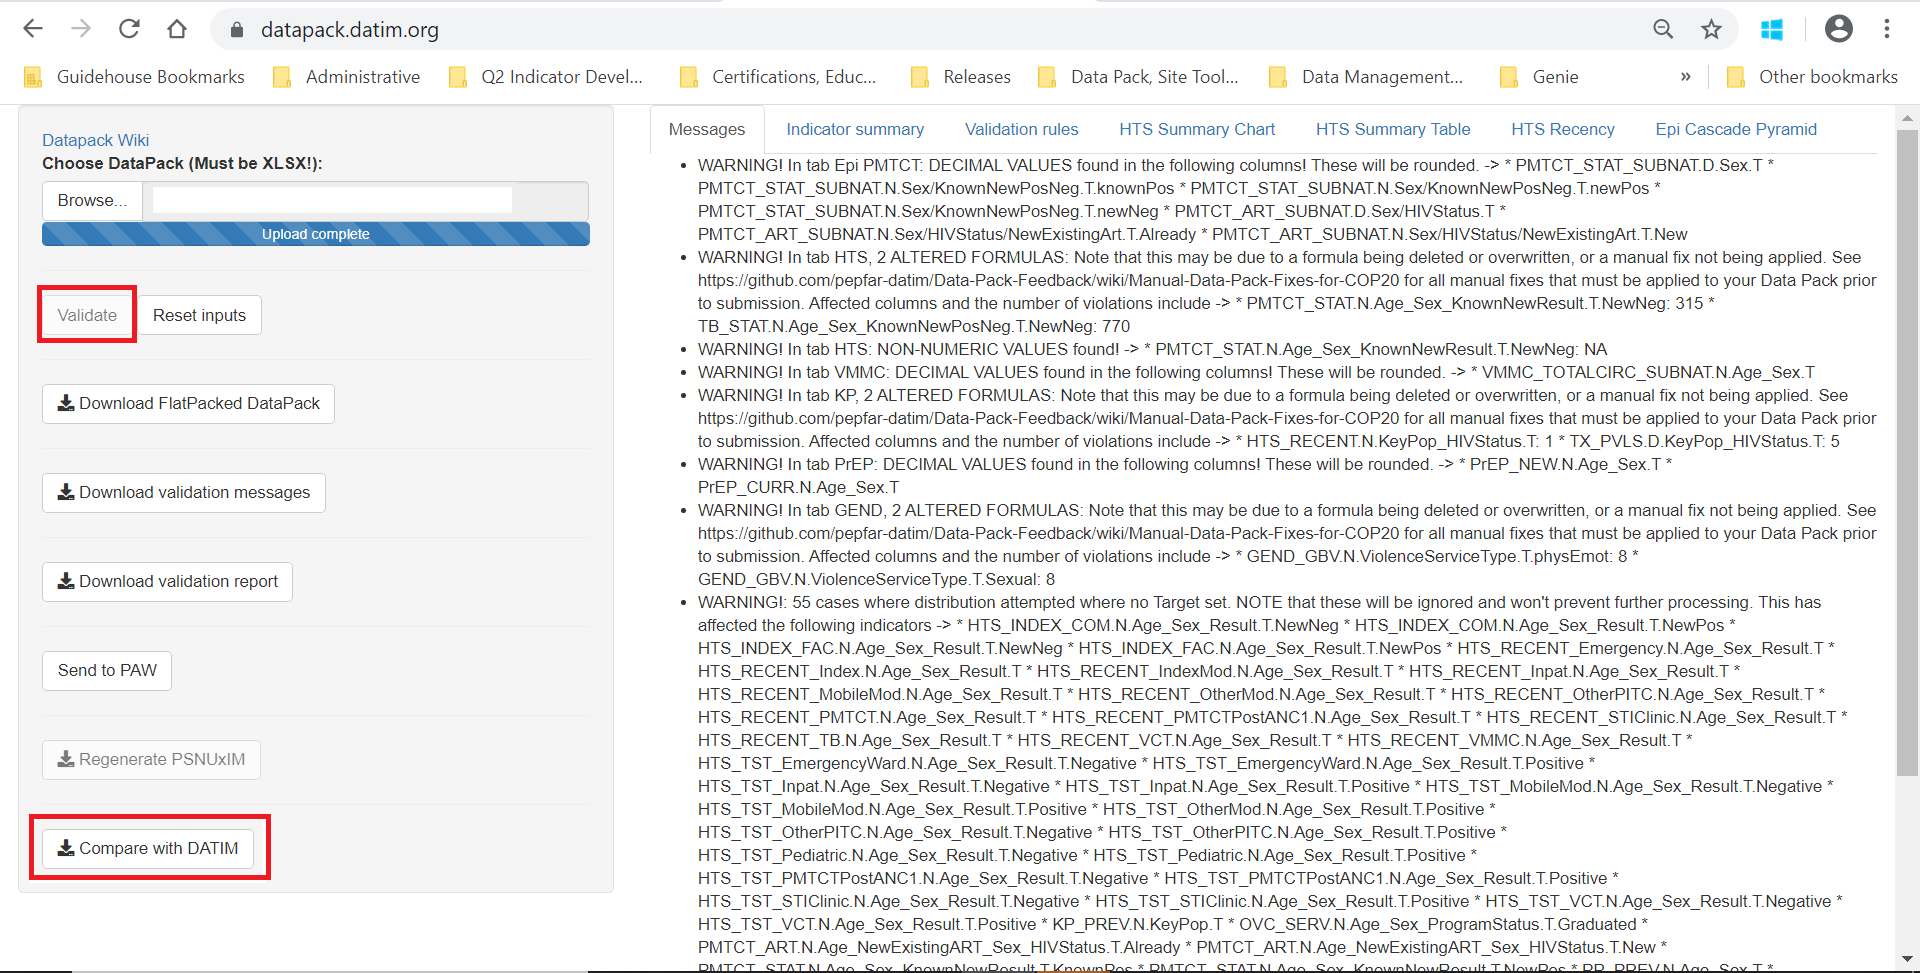 datapack.datim.org
Guidehouse Bookmarks Administrative Q2 Indicator Devel... Certifications, Educ... Releases Data Pack, Site Tool... Data Management... Genie » Other bookmarks
Datapack Wiki
Choose DataPack (Must be XLSX!):
Browse...
Upload complete
Validate Reset inputs
Download FlatPacked DataPack
Download validation messages
Download validation report
Send to PAW
Regenerate PSNUxIM
Compare with DATIM
Messages Indicator summary Validation rules HTS Summary Chart HTS Summary Table HTS Recency Epi Cascade Pyramid
• WARNING! In tab Epi PMTCT: DECIMAL VALUES found in the following columns! These will be rounded. -> * PMTCT_STAT_SUBNAT.D.Sex.T *
PMTCT_STAT_SUBNAT.N.Sex/KnownNewPosNeg.T.knownPos * PMTCT_STAT_SUBNAT.N.Sex/KnownNewPosNeg.T.newPos *
PMTCT_STAT_SUBNAT.N.Sex/KnownNewPosNeg.T.newNeg * PMTCT_ART_SUBNAT.D.Sex/HIVStatus.T *
PMTCT_ART_SUBNAT.N.Sex/HIVStatus/NewExistingArt.T.Already * PMTCT_ART_SUBNAT.N.Sex/HIVStatus/NewExistingArt.T.New
• WARNING! In tab HTS, 2 ALTERED FORMULAS: Note that this may be due to a formula being deleted or overwritten, or a manual fix not being applied. See
https://github.com/pepfar-datim/Data-Pack-Feedback/wiki/Manual-Data-Pack-Fixes-for-COP20 for all manual fixes that must be applied to your Data Pack prior
to submission. Affected columns and the number of violations include -> * PMTCT_STAT.N.Age_Sex_KnownNewResult.T.NewNeg: 315 *
TB_STAT.N.Age_Sex_KnownNewPosNeg.T.NewNeg: 770
• WARNING! In tab HTS: NON-NUMERIC VALUES found! -> * PMTCT_STAT.N.Age_Sex_KnownNewResult.T.NewNeg: NA
• WARNING! In tab VMMC: DECIMAL VALUES found in the following columns! These will be rounded. -> * VMMC_TOTALCIRC_SUBNAT.N.Age_Sex.T
• WARNING! In tab KP, 2 ALTERED FORMULAS: Note that this may be due to a formula being deleted or overwritten, or a manual fix not being applied. See
https://github.com/pepfar-datim/Data-Pack-Feedback/wiki/Manual-Data-Pack-Fixes-for-COP20 for all manual fixes that must be applied to your Data Pack prior
to submission. Affected columns and the number of violations include -> * HTS_RECENT.N.KeyPop_HIVStatus.T: 1 * TX_PVLS.D.KeyPop_HIVStatus.T: 5
• WARNING! In tab PrEP: DECIMAL VALUES found in the following columns! These will be rounded. -> * PrEP_NEW.N.Age_Sex.T *
PrEP_CURR.N.Age_Sex.T
• WARNING! In tab GEND, 2 ALTERED FORMULAS: Note that this may be due to a formula being deleted or overwritten, or a manual fix not being applied. See
https://github.com/pepfar-datim/Data-Pack-Feedback/wiki/Manual-Data-Pack-Fixes-for-COP20 for all manual fixes that must be applied to your Data Pack prior
to submission. Affected columns and the number of violations include -> * GEND_GBV.N.ViolenceServiceType.T.physEmot: 8 *
GEND_GBV.N.ViolenceServiceType.T.Sexual: 8
• WARNING!: 55 cases where distribution attempted where no Target set. NOTE that these will be ignored and won't prevent further processing. This has
affected the following indicators -> * HTS_INDEX_COM.N.Age_Sex_Result.T.NewNeg * HTS_INDEX_COM.N.Age_Sex_Result.T.NewPos *
HTS_INDEX_FAC.N.Age_Sex_Result.T.NewNeg * HTS_INDEX_FAC.N.Age_Sex_Result.T.NewPos * HTS_RECENT_Emergency.N.Age_Sex_Result.T *
HTS_RECENT_Index.N.Age_Sex_Result.T * HTS_RECENT_IndexMod.N.Age_Sex_Result.T * HTS_RECENT_Inpat.N.Age_Sex_Result.T *
HTS_RECENT_MobileMod.N.Age_Sex_Result.T * HTS_RECENT_OtherMod.N.Age_Sex_Result.T * HTS_RECENT_OtherPITC.N.Age_Sex_Result.T *
HTS_RECENT_PMTCT.N.Age_Sex_Result.T * HTS_RECENT_PMTCTPostANC1.N.Age_Sex_Result.T * HTS_RECENT_STIClinic.N.Age_Sex_Result.T *
HTS_RECENT_TB.N.Age_Sex_Result.T * HTS_RECENT_VCT.N.Age_Sex_Result.T * HTS_RECENT_VMMC.N.Age_Sex_Result.T *
HTS_TST_EmergencyWard.N.Age_Sex_Result.T.Negative * HTS_TST_EmergencyWard.N.Age_Sex_Result.T.Positive *
HTS_TST_Inpat.N.Age_Sex_Result.T.Negative * HTS_TST_Inpat.N.Age_Sex_Result.T.Positive * HTS_TST_MobileMod.N.Age_Sex_Result.T.Negative *
HTS_TST_MobileMod.N.Age_Sex_Result.T.Positive * HTS_TST_OtherMod.N.Age_Sex_Result.T.Positive *
HTS_TST_OtherPITC.N.Age_Sex_Result.T.Negative * HTS_TST_OtherPITC.N.Age_Sex_Result.T.Positive *
HTS_TST_Pediatric.N.Age_Sex_Result.T.Negative * HTS_TST_Pediatric.N.Age_Sex_Result.T.Positive *
HTS_TST_PMTCTPostANC1.N.Age_Sex_Result.T.Negative * HTS_TST_PMTCTPostANC1.N.Age_Sex_Result.T.Positive *
HTS_TST_STIClinic.N.Age_Sex_Result.T.Negative * HTS_TST_STIClinic.N.Age_Sex_Result.T.Positive * HTS_TST_VCT.N.Age_Sex_Result.T.Negative *
HTS_TST_VCT.N.Age_Sex_Result.T.Positive * KP_PREV.N.KeyPop.T * OVC_SERV.N.Age_Sex_ProgramStatus.T.Graduated *
PMTCT_ART.N.Age_NewExistingART_Sex_HIVStatus.T.Already * PMTCT_ART.N.Age_NewExistingART_Sex_HIVStatus.T.New *
PMTCT_STAT.N.Age_Sex_KnownNewResult.T.KnownPos * PMTCT_STAT.N.Age_Sex_KnownNewResult.T.NewPos * PP_PREV.N.Age_Sex.T *